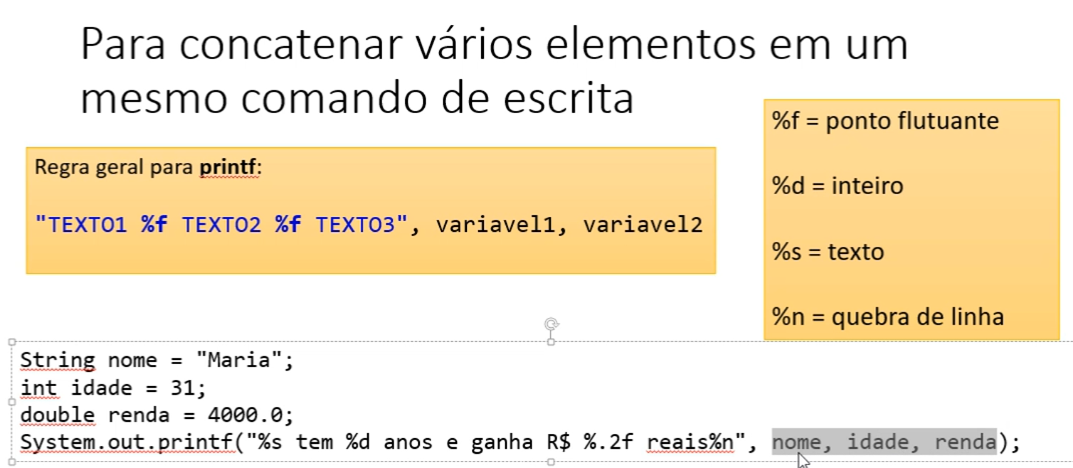 Para concatenar vários elementos em um
mesmo comando de escrita
Regra geral para printf:
"TEXTO1 %f TEXTO2 %f TEXTO3", variavel1, variavel2
%f = ponto flutuante
%d = inteiro
%s = texto
%n = quebra de linha
String nome = "Maria";
int idade = 31;
double renda = 4000.0;
System.out.printf("%s tem %d anos e ganha R$ %.2f reais%n", nome, idade, renda);